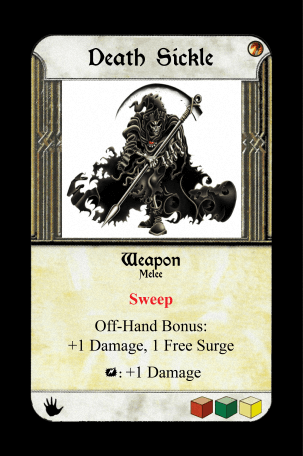 Death Sickle
Weapon
Melee
Sweep
Off-Hand Bonus:
+1 Damage, 1 Free Surge
: +1 Damage